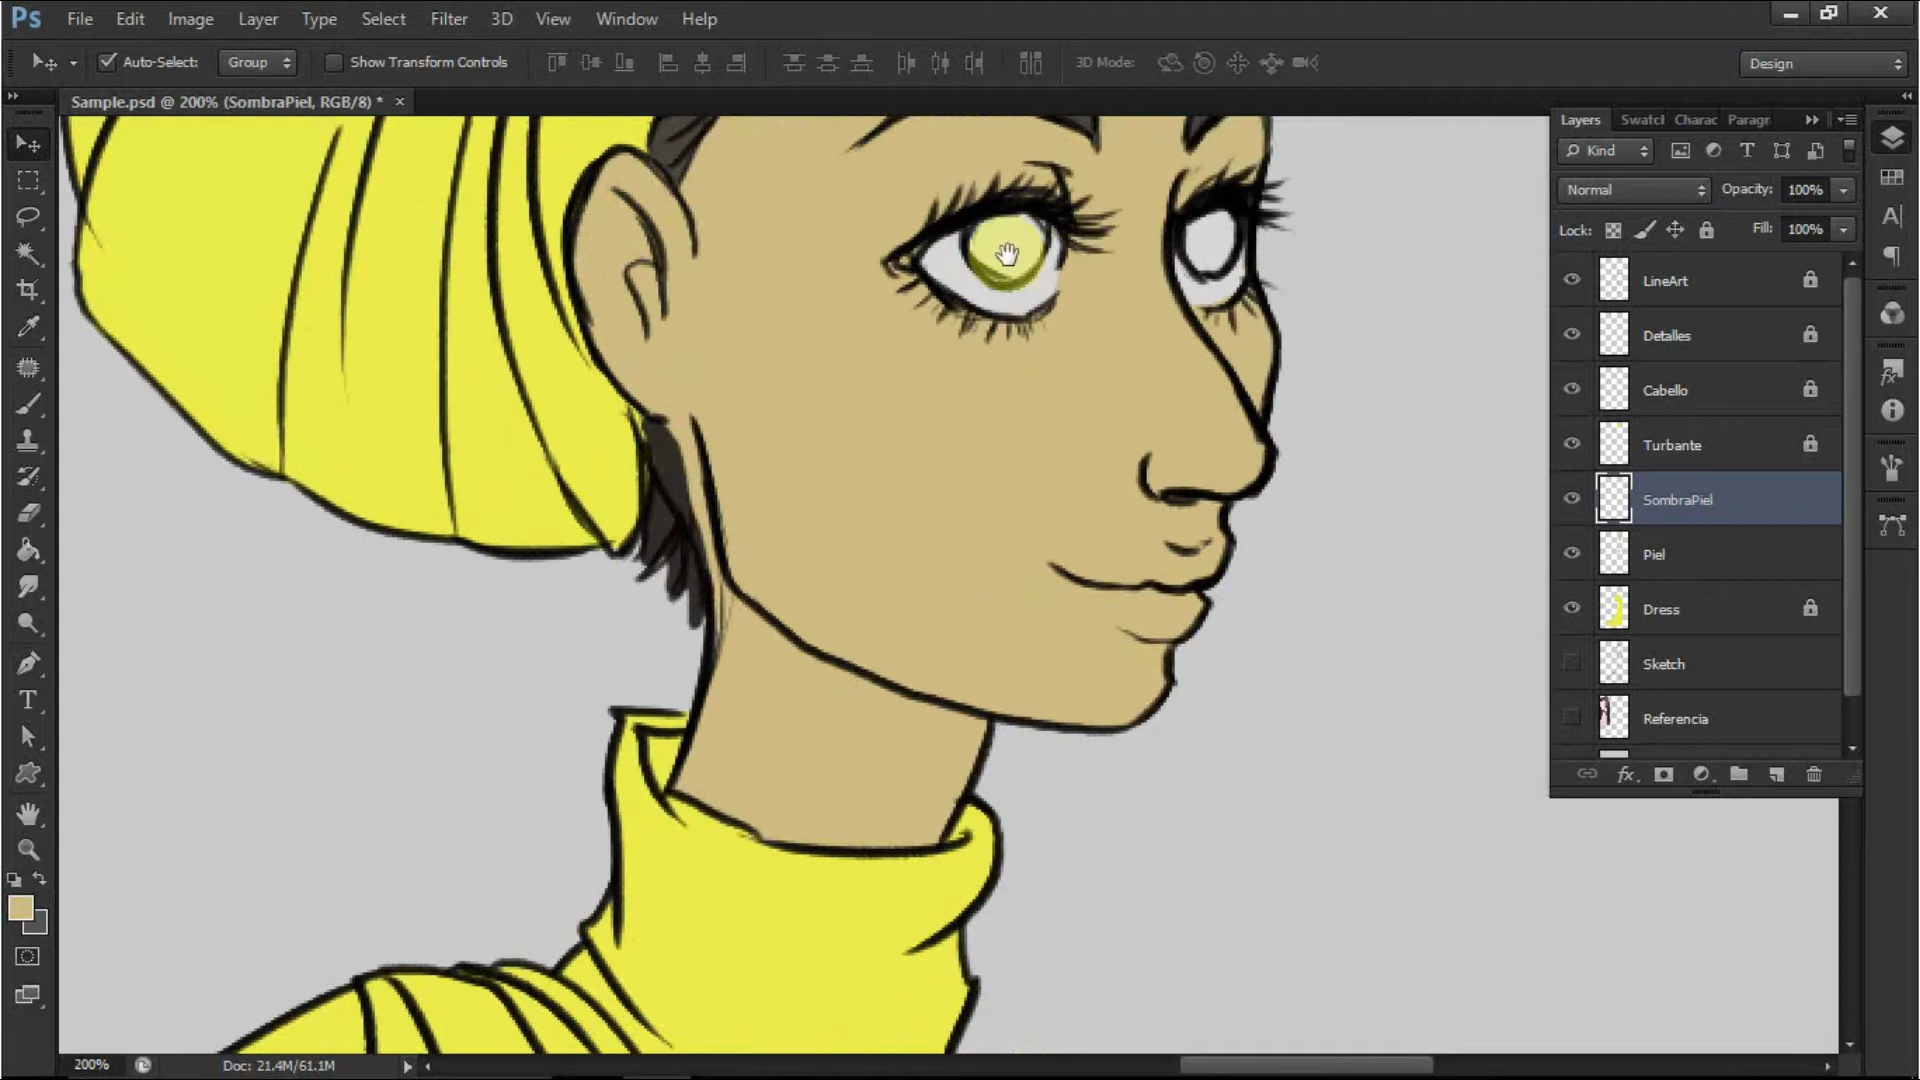 Ps File Edit Image Layer Type Select Filter 3D View Window Help
Auto-Select: Group Show Transform Controls 3D Mode: Design
Sample.psd @ 200% (SombraPiel, RGB/8) * ×
Layers Swatcl Charac Paragr
Kind
Normal Opacity: 100%
Lock: Fill: 100%
LineArt
Detalles
Cabello
Turbante
SombraPiel
Piel
Dress
Sketch
Referencia
200% Doc: 21.4M/61.1M